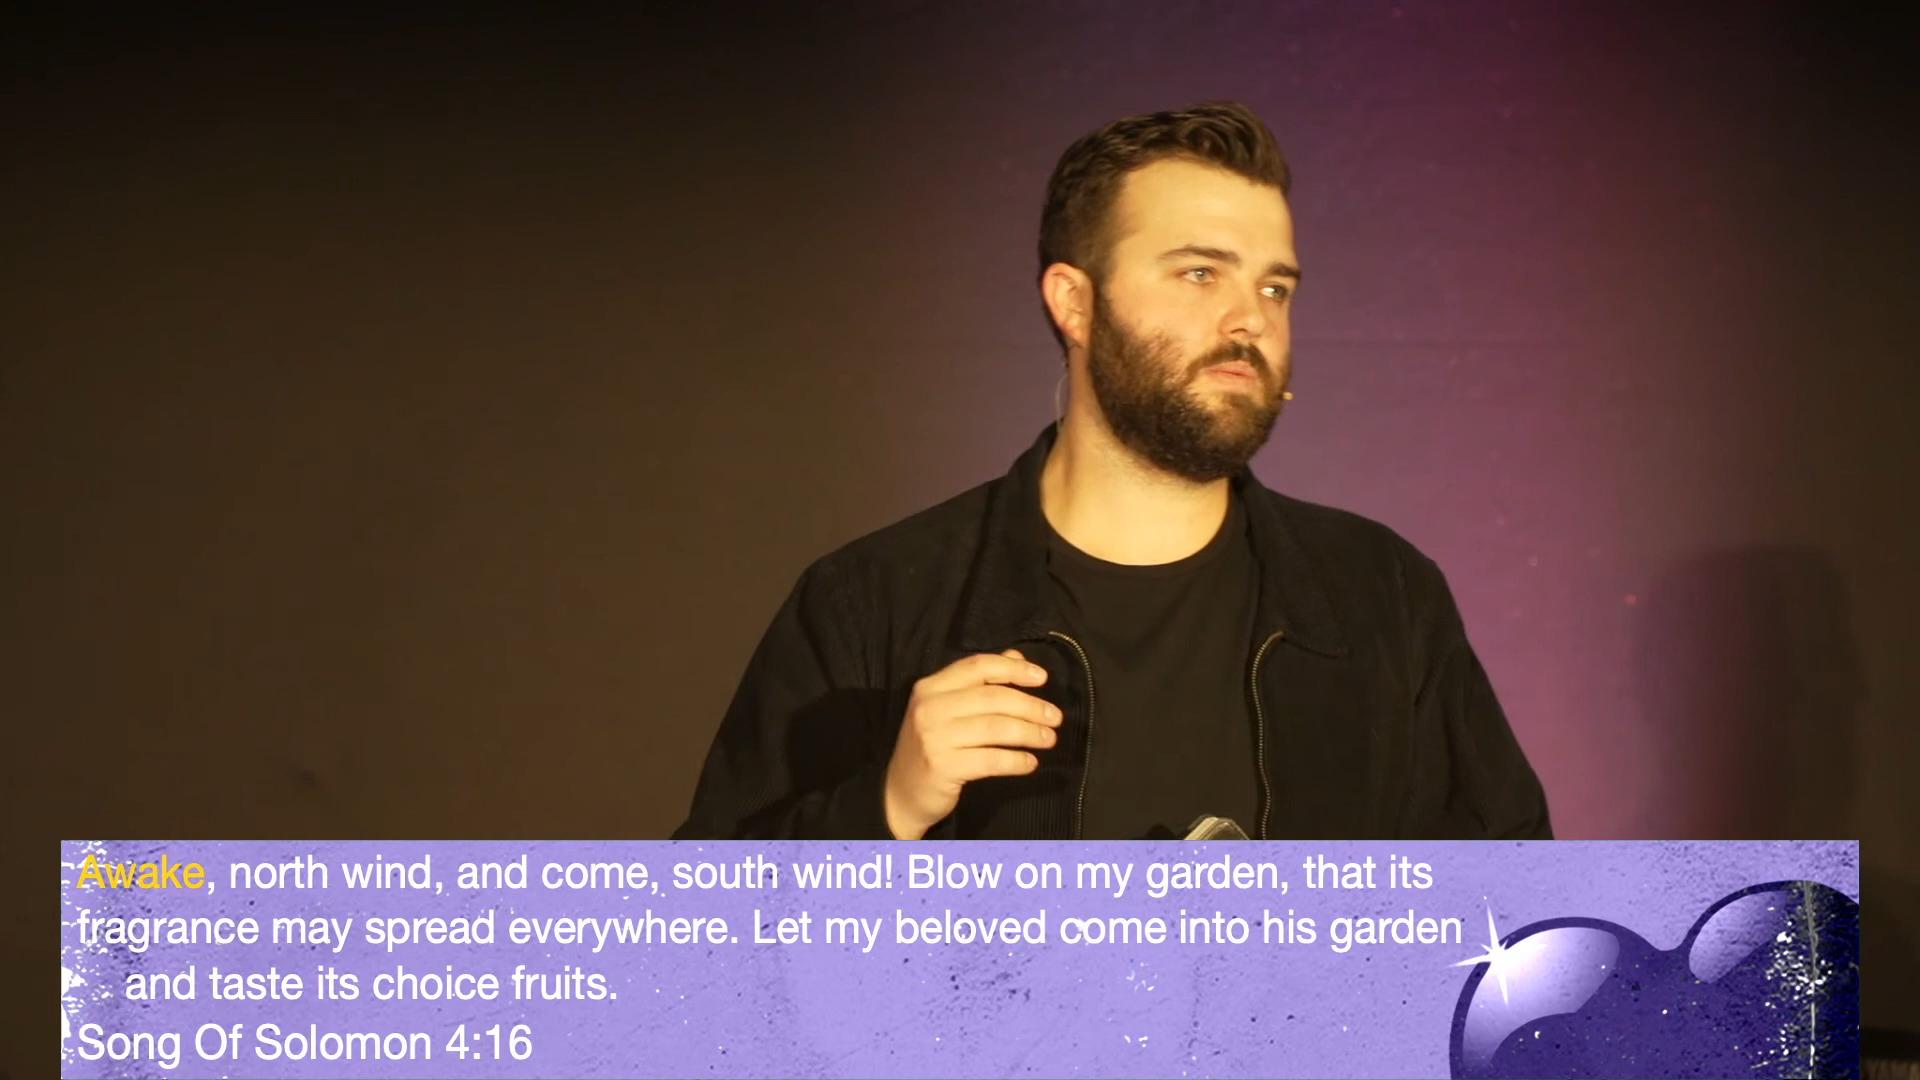 Awake, north wind, and come, south wind! Blow on my garden, that its
fragrance may spread everywhere. Let my beloved come into his garden
and taste its choice fruits.
Song Of Solomon 4:16